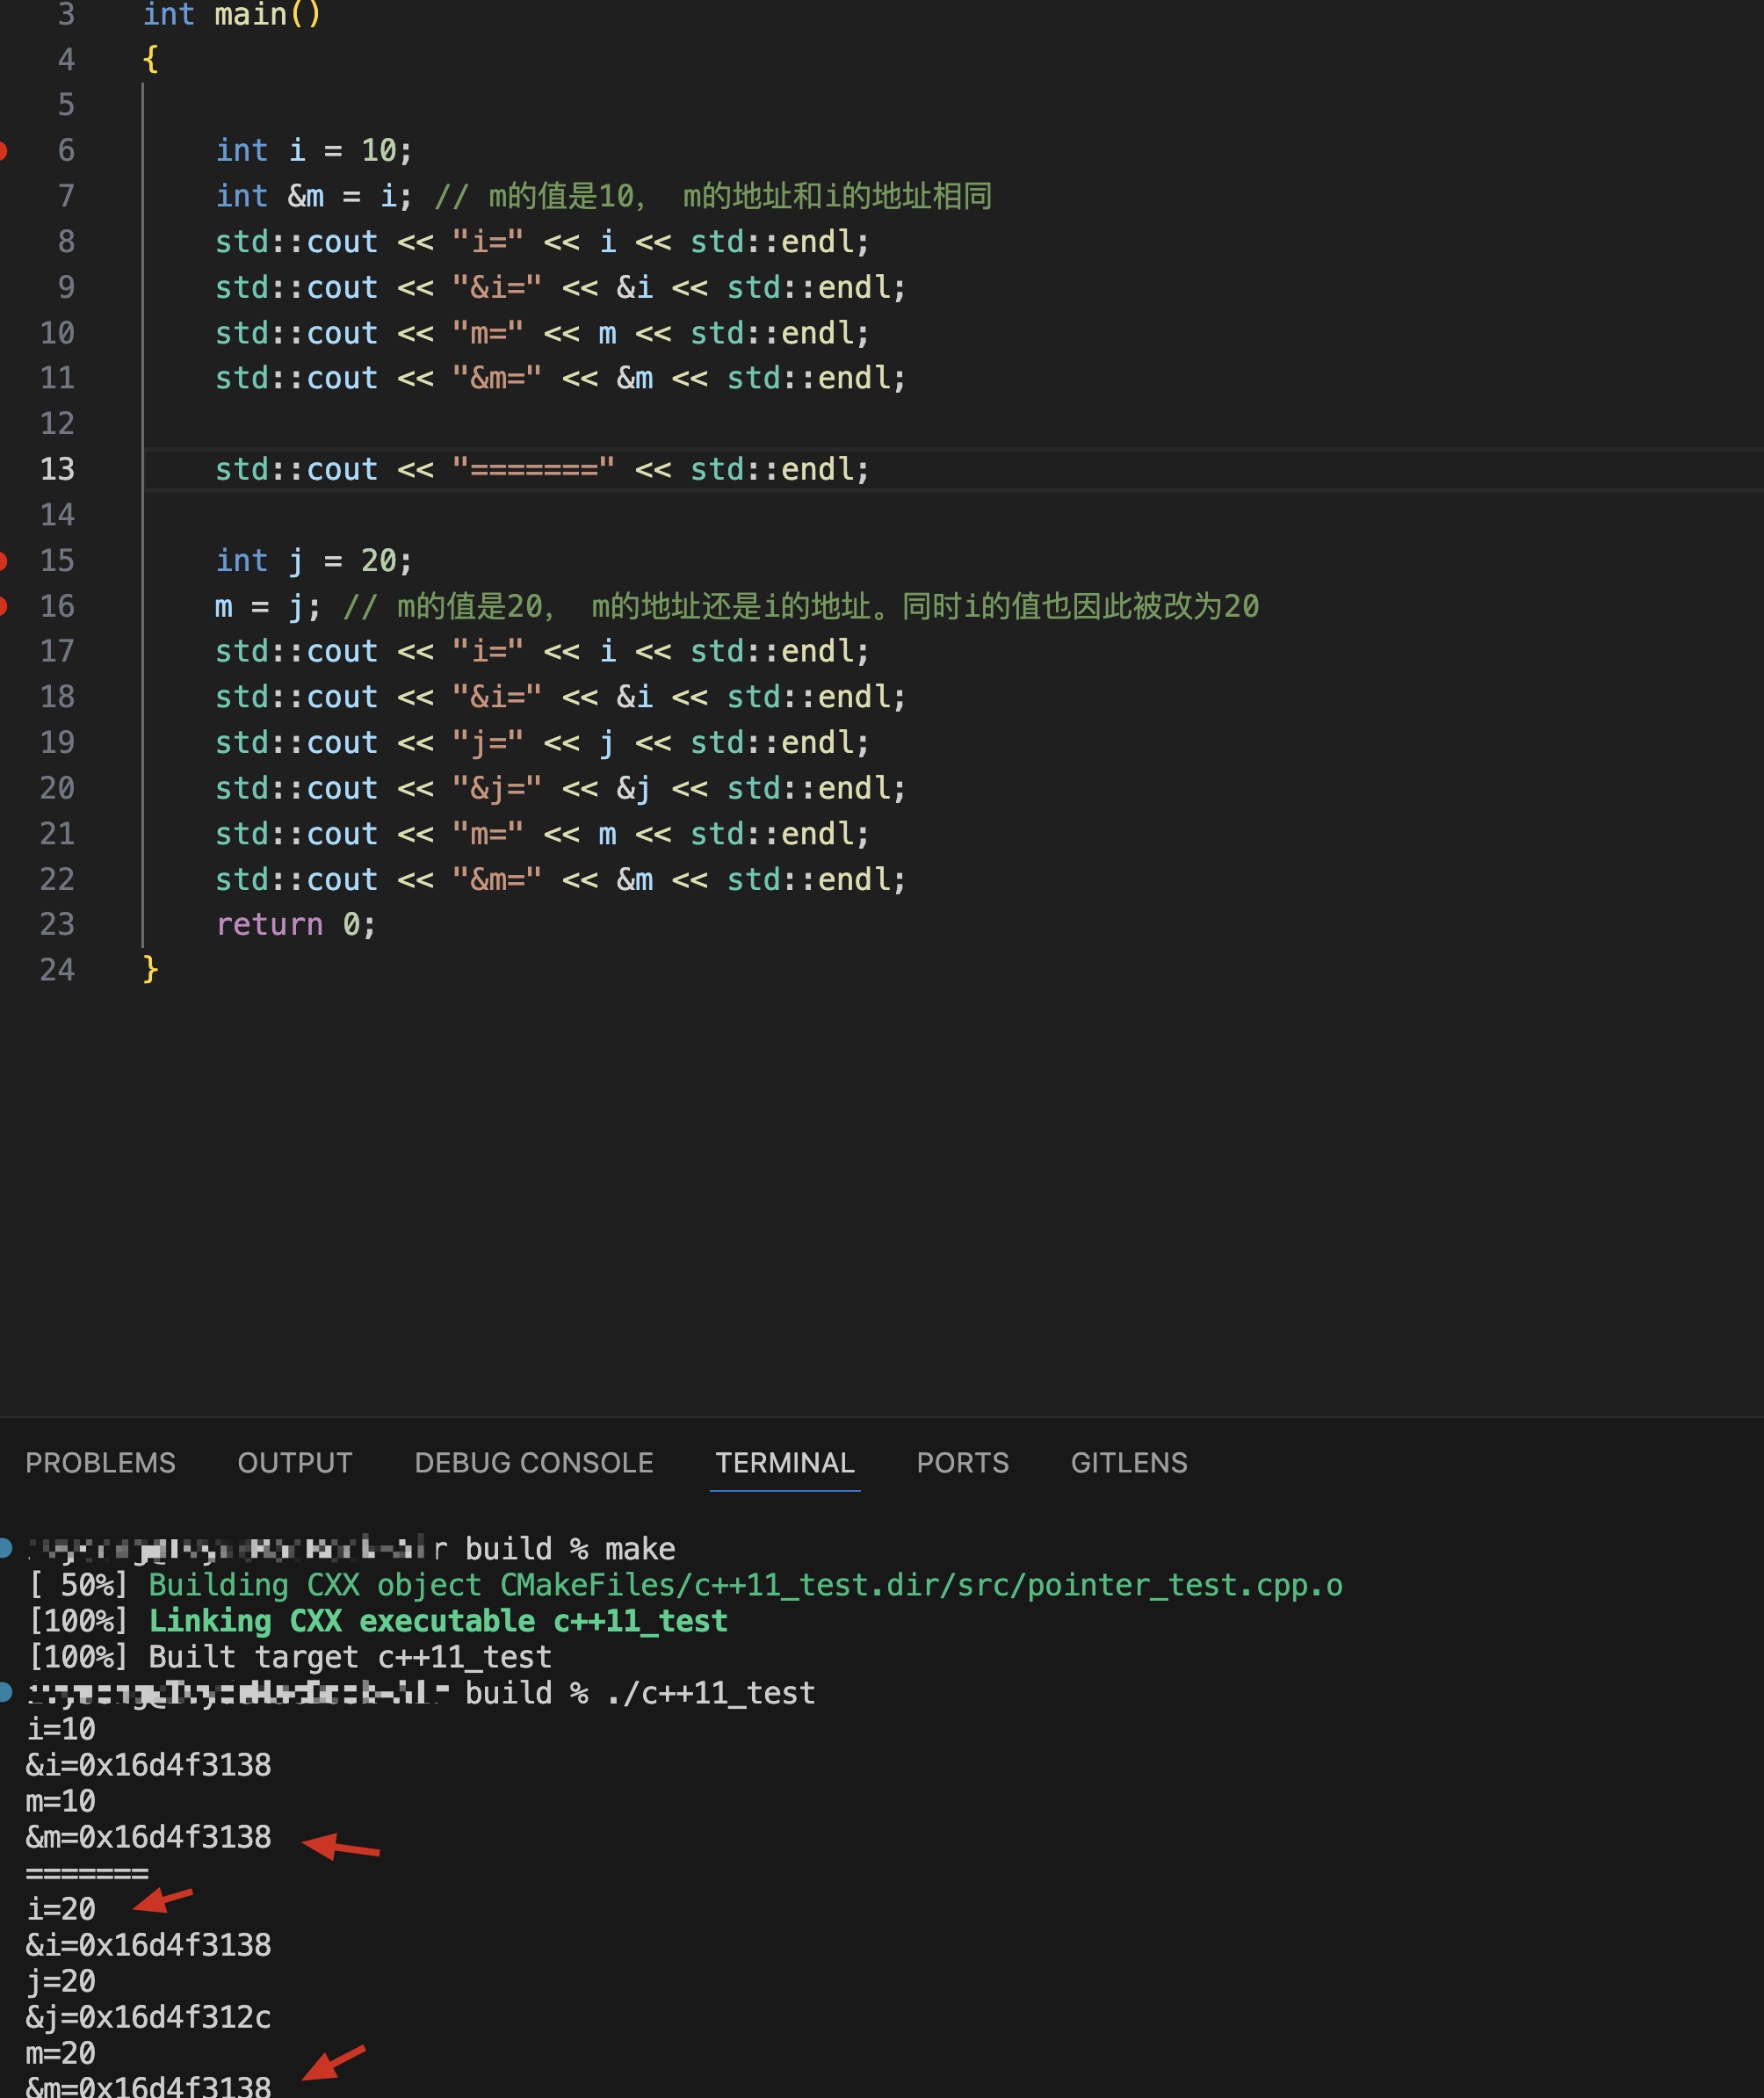 3 int main()
4 {
5
6 int i = 10;
7 int &m = i; // m的值是10， m的地址和i的地址相同
8 std::cout << "i=" << i << std::endl;
9 std::cout << "&i=" << &i << std::endl;
10 std::cout << "m=" << m << std::endl;
11 std::cout << "&m=" << &m << std::endl;
12
13 std::cout << "=======" << std::endl;
14
15 int j = 20;
16 m = j; // m的值是20， m的地址还是i的地址。同时i的值也因此被改为20
17 std::cout << "i=" << i << std::endl;
18 std::cout << "&i=" << &i << std::endl;
19 std::cout << "j=" << j << std::endl;
20 std::cout << "&j=" << &j << std::endl;
21 std::cout << "m=" << m << std::endl;
22 std::cout << "&m=" << &m << std::endl;
23 return 0;
24 }
PROBLEMS OUTPUT DEBUG CONSOLE TERMINAL PORTS GITLENS
build % make
[ 50%] Building CXX object CMakeFiles/c++11_test.dir/src/pointer_test.cpp.o
[100%] Linking CXX executable c++11_test
[100%] Built target c++11_test
build % ./c++11_test
i=10
&i=0x16d4f3138
m=10
&m=0x16d4f3138
=======
i=20
&i=0x16d4f3138
j=20
&j=0x16d4f312c
m=20
&m=0x16d4f3138